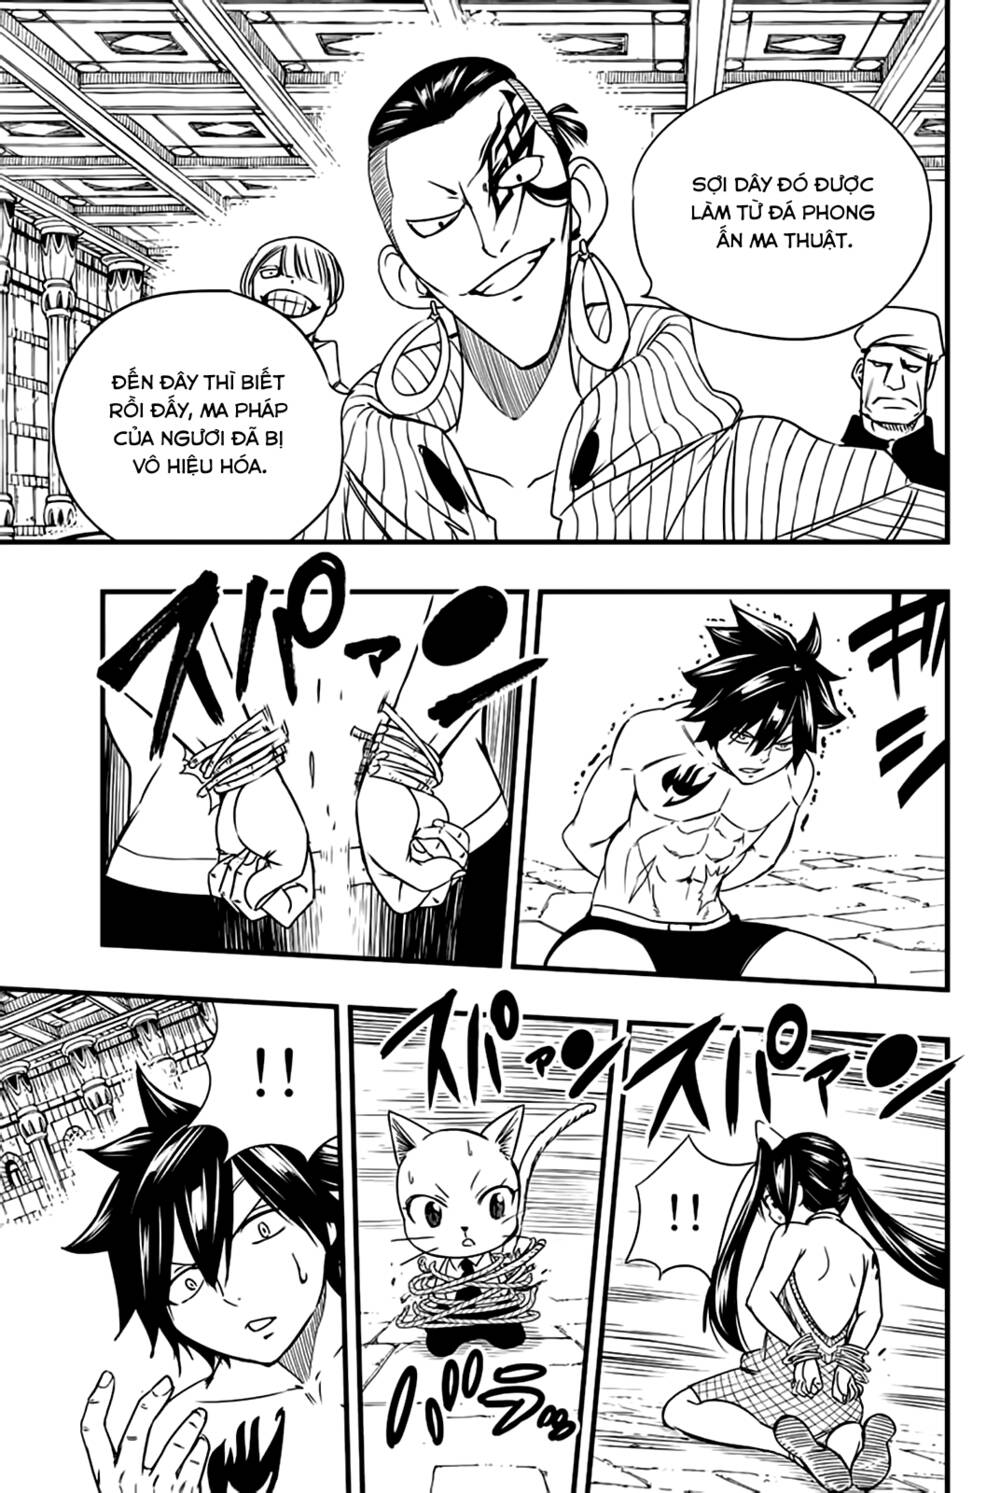 SỢI DÂY ĐÓ ĐƯỢC
LÀM TỪ ĐÁ PHONG
ẤN MA THUẬT.
ĐẾN ĐÂY THÌ BIẾT
RỒI ĐẤY, MA PHÁP
CỦA NGƯƠI ĐÃ BỊ
VÔ HIỆU HÓA.
スパァン
スパァン
!!
スパァン
!!